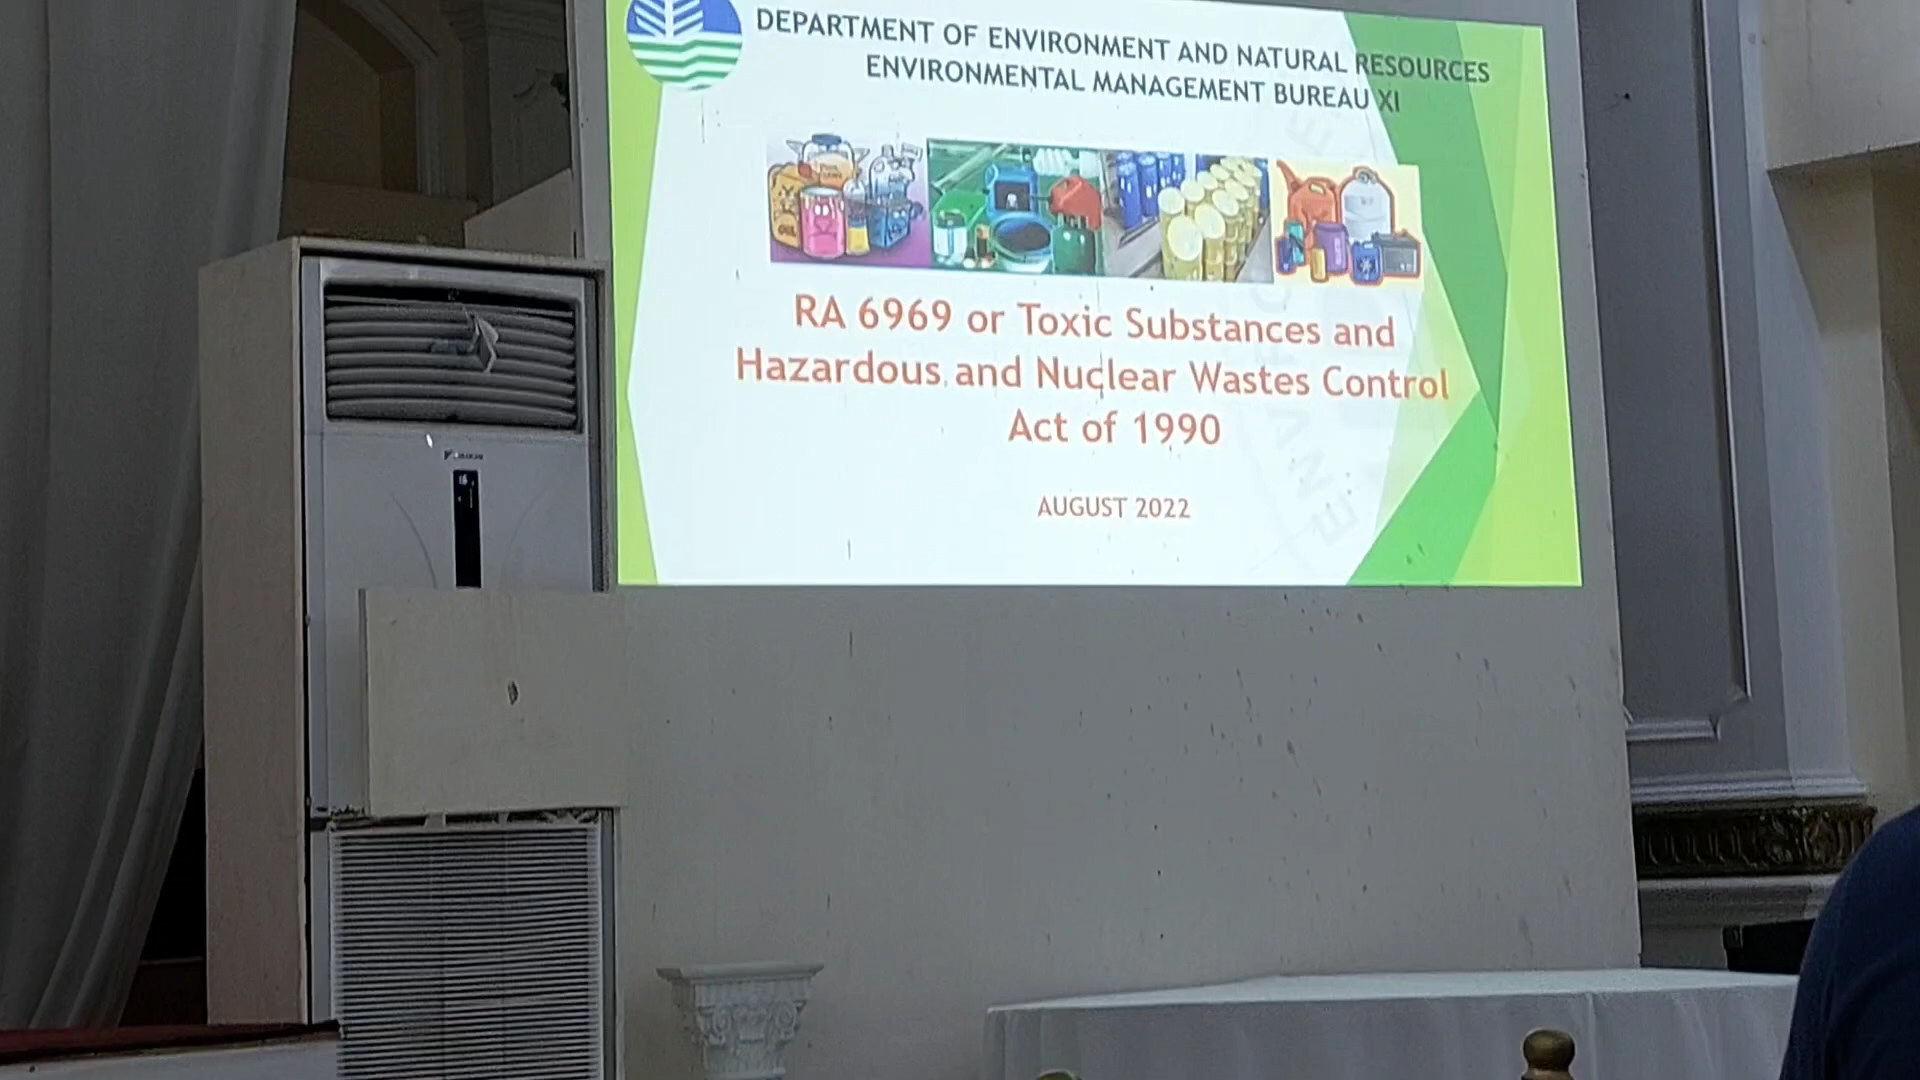 DEPARTMENT OF ENVIRONMENT AND NATURAL RESOURCES
ENVIRONMENTAL MANAGEMENT BUREAU XI
RA 6969 or Toxic Substances and
Hazardous and Nuclear Wastes Control
Act of 1990
AUGUST 2022